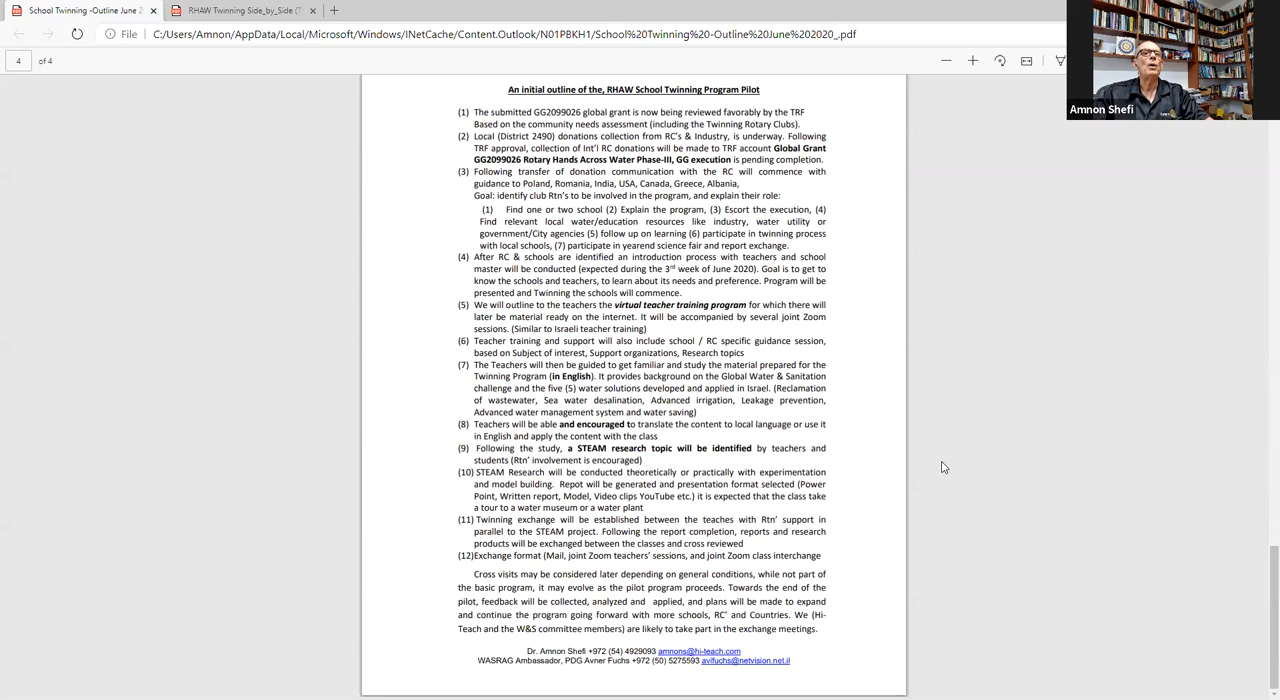 School Twinning -Outline June 2
RHAW Twinning Side_by_Side (T
File
C:/Users/Amnon/AppData/Local/Microsoft/Windows/INetCache/Content.Outlook/N01PBKH1/School%20Twinning%20-Outline%20June%202020_.pdf
4 of 4
Amnon Shefi
An initial outline of the, RHAW School Twinning Program Pilot
(1) The submitted GG2099026 global grant is now being reviewed favorably by the TRF
Based on the community needs assessment (including the Twinning Rotary Clubs).
(2) Local (District 2490) donations collection from RC's & Industry, is underway. Following
TRF approval, collection of Int'l RC donations will be made to TRF account Global Grant
GG2099026 Rotary Hands Across Water Phase-III, GG execution is pending completion.
(3) Following transfer of donation communication with the RC will commence with
guidance to Poland, Romania, India, USA, Canada, Greece, Albania,
Goal: identify club Rtn's to be involved in the program, and explain their role:
(1) Find one or two school (2) Explain the program, (3) Escort the execution, (4)
Find relevant local water/education resources like industry, water utility or
government/City agencies (5) follow up on learning (6) participate in twinning process
with local schools, (7) participate in yearend science fair and report exchange.
(4) After RC & schools are identified an introduction process with teachers and school
master will be conducted (expected during the 3rd week of June 2020). Goal is to get to
know the schools and teachers, to learn about its needs and preference. Program will be
presented and Twinning the schools will commence.
(5) We will outline to the teachers the virtual teacher training program for which there will
later be material ready on the internet. It will be accompanied by several joint Zoom
sessions. (Similar to Israeli teacher training)
(6) Teacher training and support will also include school / RC specific guidance session,
based on Subject of interest, Support organizations, Research topics
(7) The Teachers will then be guided to get familiar and study the material prepared for the
Twinning Program (in English). It provides background on the Global Water & Sanitation
challenge and the five (5) water solutions developed and applied in Israel. (Reclamation
of wastewater, Sea water desalination, Advanced irrigation, Leakage prevention,
Advanced water management system and water saving)
(8) Teachers will be able and encouraged to translate the content to local language or use it
in English and apply the content with the class
(9) Following the study, a STEAM research topic will be identified by teachers and
students (Rtn' involvement is encouraged)
(10) STEAM Research will be conducted theoretically or practically with experimentation
and model building. Repot will be generated and presentation format selected (Power
Point, Written report, Model, Video clips YouTube etc.) it is expected that the class take
a tour to a water museum or a water plant
(11) Twinning exchange will be established between the teaches with Rtn' support in
parallel to the STEAM project. Following the report completion, reports and research
products will be exchanged between the classes and cross reviewed
(12)Exchange format (Mail, joint Zoom teachers' sessions, and joint Zoom class interchange
Cross visits may be considered later depending on general conditions, while not part of
the basic program, it may evolve as the pilot program proceeds. Towards the end of the
pilot, feedback will be collected, analyzed and applied, and plans will be made to expand
and continue the program going forward with more schools, RC' and Countries. We (Hi-
Teach and the W&S committee members) are likely to take part in the exchange meetings.
Dr. Amnon Shefi +972 (54) 4929093 amnons@hi-teach.com
WASRAG Ambassador, PDG Avner Fuchs +972 (50) 5275593 avifuchs@netvision.net.il